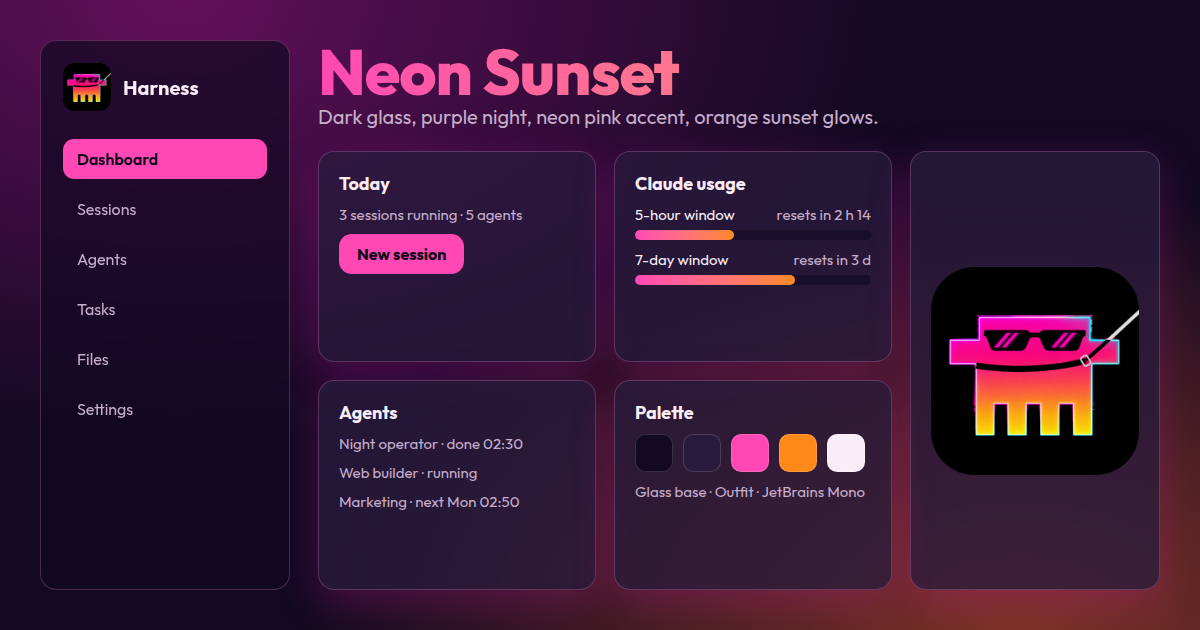 Harness
Dashboard
Sessions
Agents
Tasks
Files
Settings
Neon Sunset
Dark glass, purple night, neon pink accent, orange sunset glows.
Today
3 sessions running · 5 agents
New session
Claude usage
5-hour window resets in 2 h 14
7-day window resets in 3 d
Agents
Night operator · done 02:30
Web builder · running
Marketing · next Mon 02:50
Palette
Glass base · Outfit · JetBrains Mono